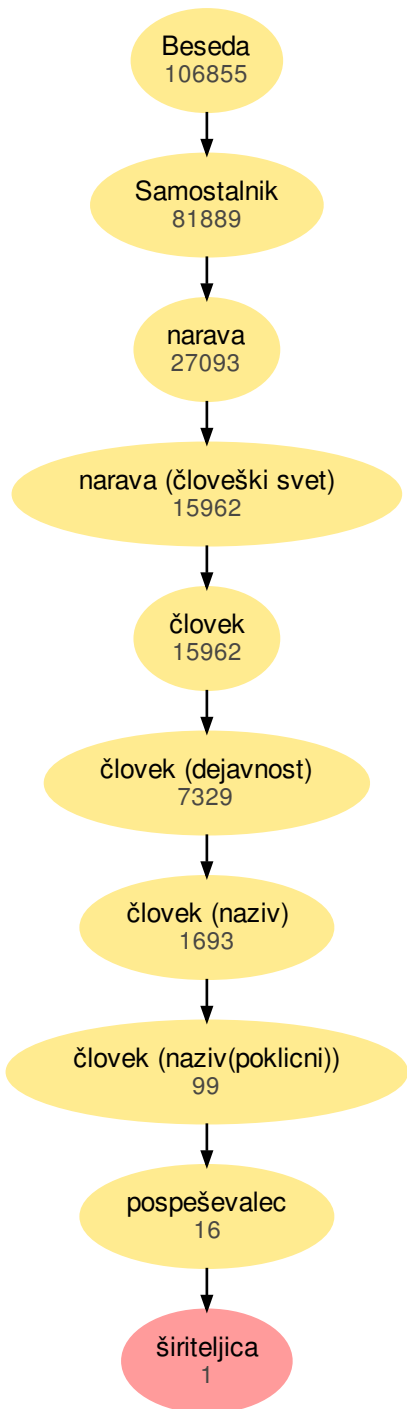 Beseda
106855
Samostalnik
81889
narava
27093
narava (človeški svet)
15962
človek
15962
človek (dejavnost)
7329
človek (naziv)
1693
človek (naziv(poklicni))
99
pospeševalec
16
širiteljica
1